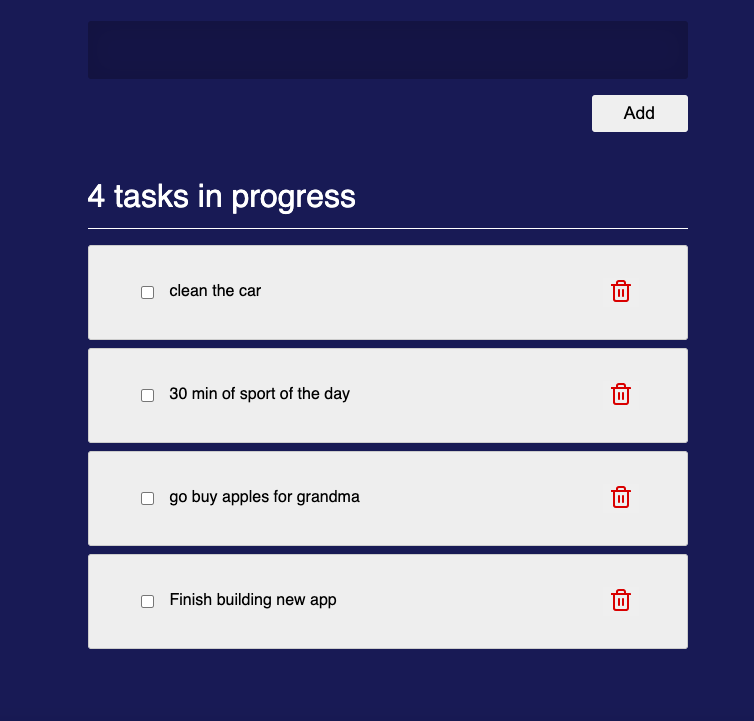 Add
4 tasks in progress
clean the car
30 min of sport of the day
go buy apples for grandma
Finish building new app